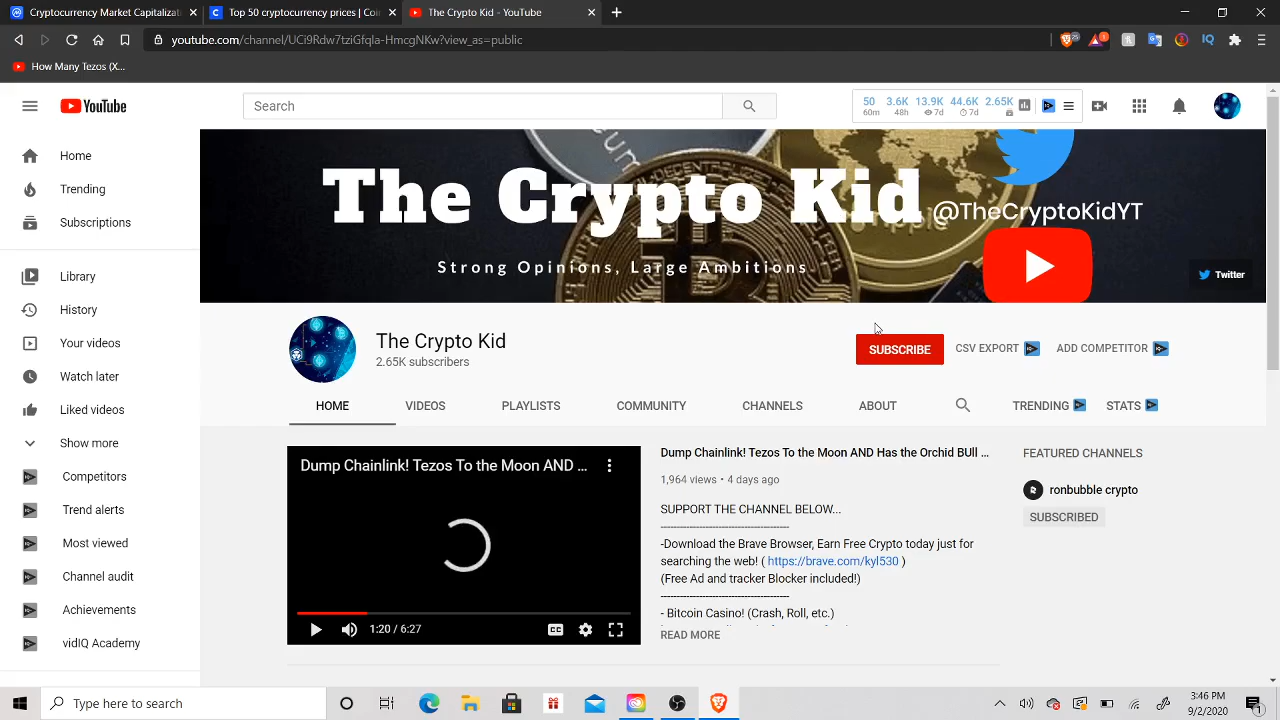 Cryptocurrency Market Capitalizat
Top 50 cryptocurrency prices | Coi
The Crypto Kid - YouTube
youtube.com/channel/UCi9Rdw7tziGfqla-HmcgNKw?view_as=public
25
1
IQ
How Many Tezos (X...
YouTube
Search
50 3.6K 13.9K 44.6K 2.65K
60m 48h 7d 7d
Home
Trending
Subscriptions
Library
History
Your videos
Watch later
Liked videos
Show more
Competitors
Trend alerts
Most viewed
Channel audit
Achievements
vidIQ Academy
The Crypto Kid
@TheCryptoKidYT
Strong Opinions, Large Ambitions
Twitter
The Crypto Kid
2.65K subscribers
SUBSCRIBE
CSV EXPORT
ADD COMPETITOR
HOME
VIDEOS
PLAYLISTS
COMMUNITY
CHANNELS
ABOUT
TRENDING
STATS
Dump Chainlink! Tezos To the Moon AND ...
1:20 / 6:27
Dump Chainlink! Tezos To the Moon AND Has the Orchid BUll ...
1,964 views • 4 days ago
SUPPORT THE CHANNEL BELOW...
----------------------------------------
-Download the Brave Browser, Earn Free Crypto today just for
searching the web! ( https://brave.com/kyl530 )
(Free Ad and tracker Blocker included!)
----------------------------------------
- Bitcoin Casino! (Crash, Roll, etc.)
READ MORE
FEATURED CHANNELS
ronbubble crypto
SUBSCRIBED
Type here to search
3:46 PM
9/2/2020
1